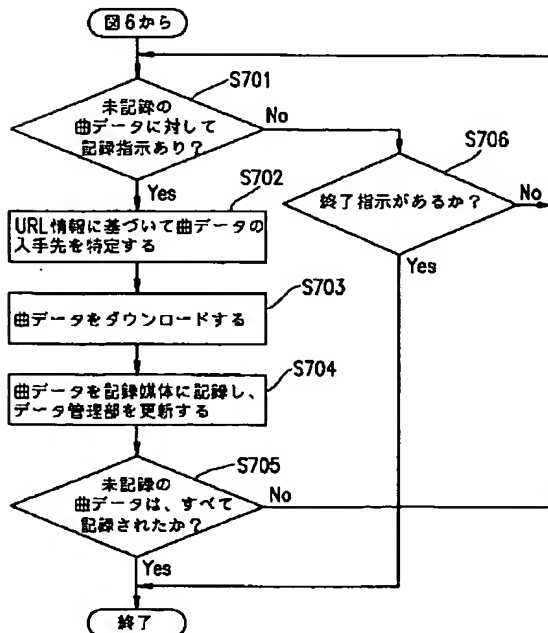 図6から
S701
未記録の
曲データに対して
記録指示あり？
No
Yes
S702
S706
終了指示があるか？
No
Yes
URL情報に基づいて曲データの
入手先を特定する
S703
曲データをダウンロードする
S704
曲データを記録媒体に記録し、
データ管理部を更新する
S705
未記録の
曲データは、すべて
記録されたか？
No
Yes
終了